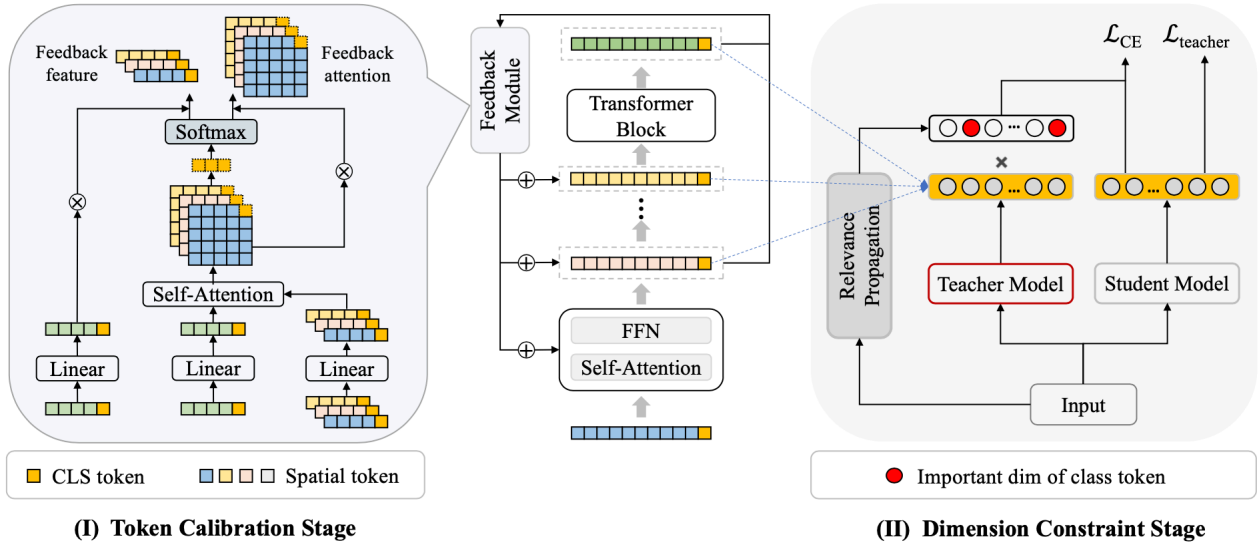 Feedback
feature
Feedback
attention
Softmax
Self-Attention
Linear
Linear
Linear
CLS token
Spatial token
(I) Token Calibration Stage
Feedback
Module
Transformer
Block
FFN
Self-Attention
ℒCE
ℒteacher
Relevance
Propagation
Teacher Model
Student Model
Input
Important dim of class token
(II) Dimension Constraint Stage